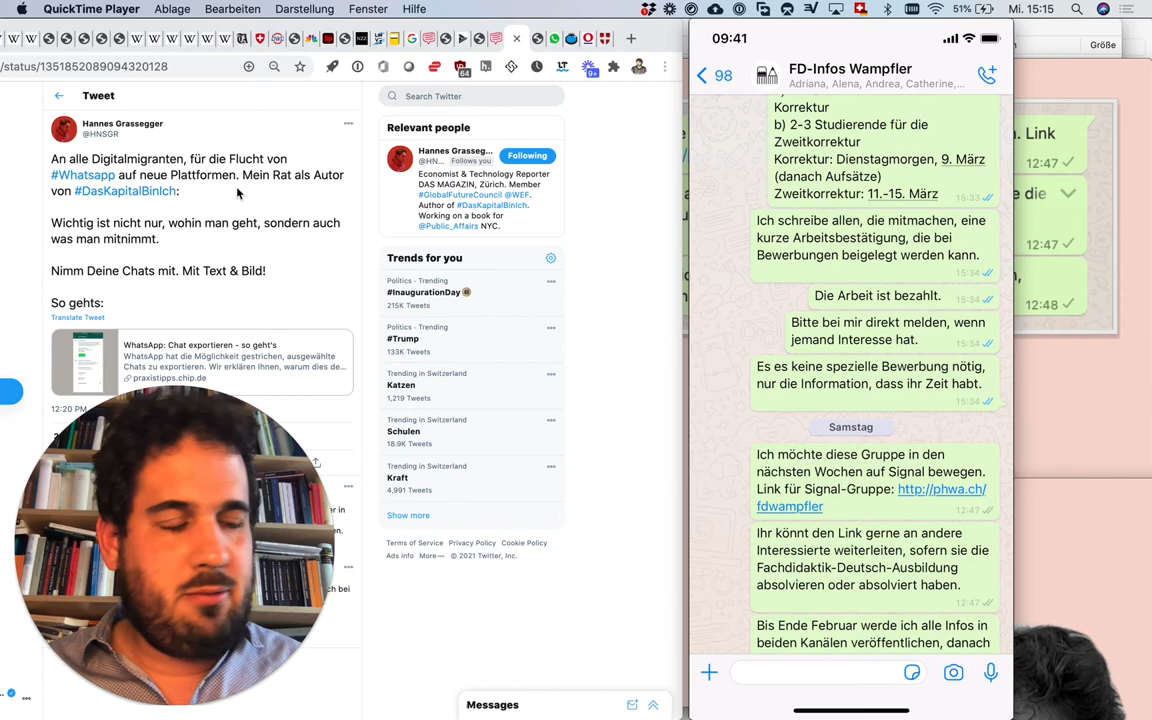 QuickTime Player Ablage Bearbeiten Darstellung Fenster Hilfe
51% Mi. 15:15
/status/1351852089094320128
Größe
Tweet
Search Twitter
Hannes Grassegger
@HNSGR
An alle Digitalmigranten, für die Flucht von
#Whatsapp auf neue Plattformen. Mein Rat als Autor
von #DasKapitalBinIch:
Wichtig ist nicht nur, wohin man geht, sondern auch
was man mitnimmt.
Nimm Deine Chats mit. Mit Text & Bild!
So gehts:
Translate Tweet
WhatsApp: Chat exportieren - so geht's
WhatsApp hat die Möglichkeit gestrichen, ausgewählte
Chats zu exportieren. Wir erklären Ihnen, warum dies de...
praxistipps.chip.de
12:20 PM
Relevant people
Hannes Grassegg...
@HN... Follows you
Following
Economist & Technology Reporter
DAS MAGAZIN, Zürich. Member
#GlobalFutureCouncil @WEF.
Author of #DasKapitalBinIch.
Working on a book for
@Public_Affairs NYC.
Trends for you
Politics · Trending
#InaugurationDay
215K Tweets
Politics · Trending
#Trump
133K Tweets
Trending in Switzerland
Katzen
1,219 Tweets
Trending in Switzerland
Schulen
18.9K Tweets
Trending in Switzerland
Kraft
4,991 Tweets
Show more
Terms of Service Privacy Policy Cookie Policy
Ads info More··· © 2021 Twitter, Inc.
Messages
09:41
98
FD-Infos Wampfler
Adriana, Alena, Andrea, Catherine,...
Korrektur
b) 2-3 Studierende für die
Zweitkorrektur
Korrektur: Dienstagmorgen, 9. März
(danach Aufsätze)
Zweitkorrektur: 11.-15. März
15:33
Ich schreibe allen, die mitmachen, eine
kurze Arbeitsbestätigung, die bei
Bewerbungen beigelegt werden kann.
15:34
Die Arbeit ist bezahlt.
15:34
Bitte bei mir direkt melden, wenn
jemand Interesse hat.
15:34
Es es keine spezielle Bewerbung nötig,
nur die Information, dass ihr Zeit habt.
15:34
Samstag
Ich möchte diese Gruppe in den
nächsten Wochen auf Signal bewegen.
Link für Signal-Gruppe: http://phwa.ch/
fdwampfler
12:47
Ihr könnt den Link gerne an andere
Interessierte weiterleiten, sofern sie die
Fachdidaktik-Deutsch-Ausbildung
absolvieren oder absolviert haben.
12:47
Bis Ende Februar werde ich alle Infos in
beiden Kanälen veröffentlichen, danach
. Link
12:47
e die
12:47
12:48